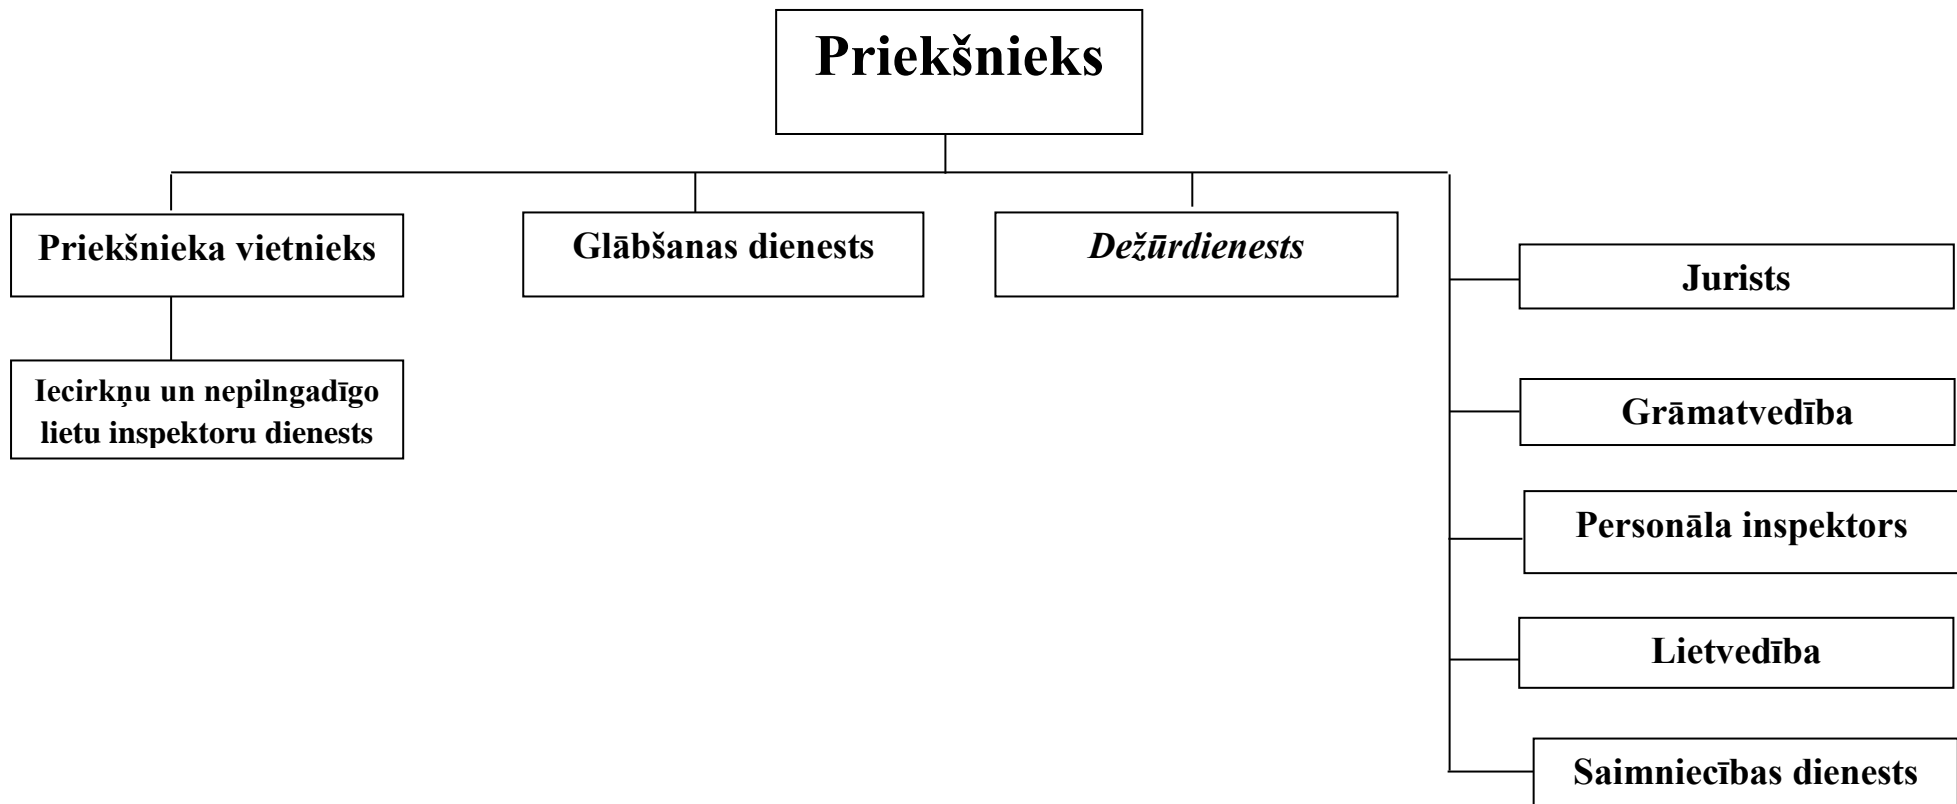 Priekšnieks
Priekšnieka vietnieks
Glābšanas dienests
Dežūrdienests
Jurists
Iecirkņu un nepilngadīgo
lietu inspektoru dienests
Grāmatvedība
Personāla inspektors
Lietvedība
Saimniecības dienests